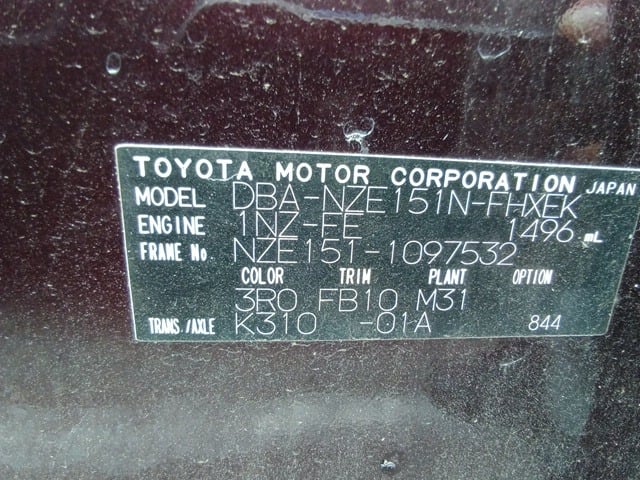 TOYOTA MOTOR CORPORATION JAPAN
MODEL DBA-NZE151N-FHXEK
ENGINE 1NZ-FE 1496 mL
FRAME No. NZE151-1097532
COLOR TRIM PLANT OPTION
3R0 FB10 M31
TRANS./AXLE K310 -01A 844